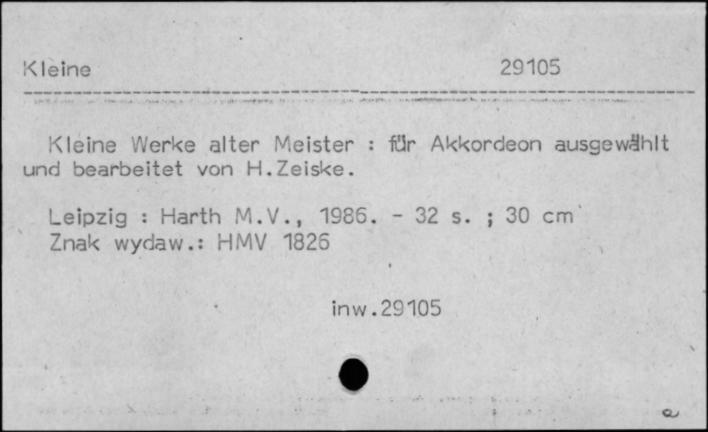 Kleine 29105
Kleine Werke alter Meister : für Akkordeon ausgewählt
und bearbeitet von H.Zeiske.
Leipzig : Harth M.V., 1986. - 32 s. ; 30 cm
Znak wydaw.: HMV 1826
inw.29105
a